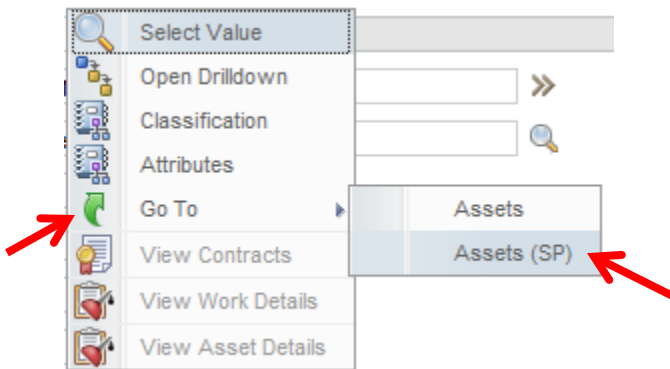 Select Value
Open Drilldown
Classification
Attributes
Go To
Assets
Assets (SP)
View Contracts
View Work Details
View Asset Details